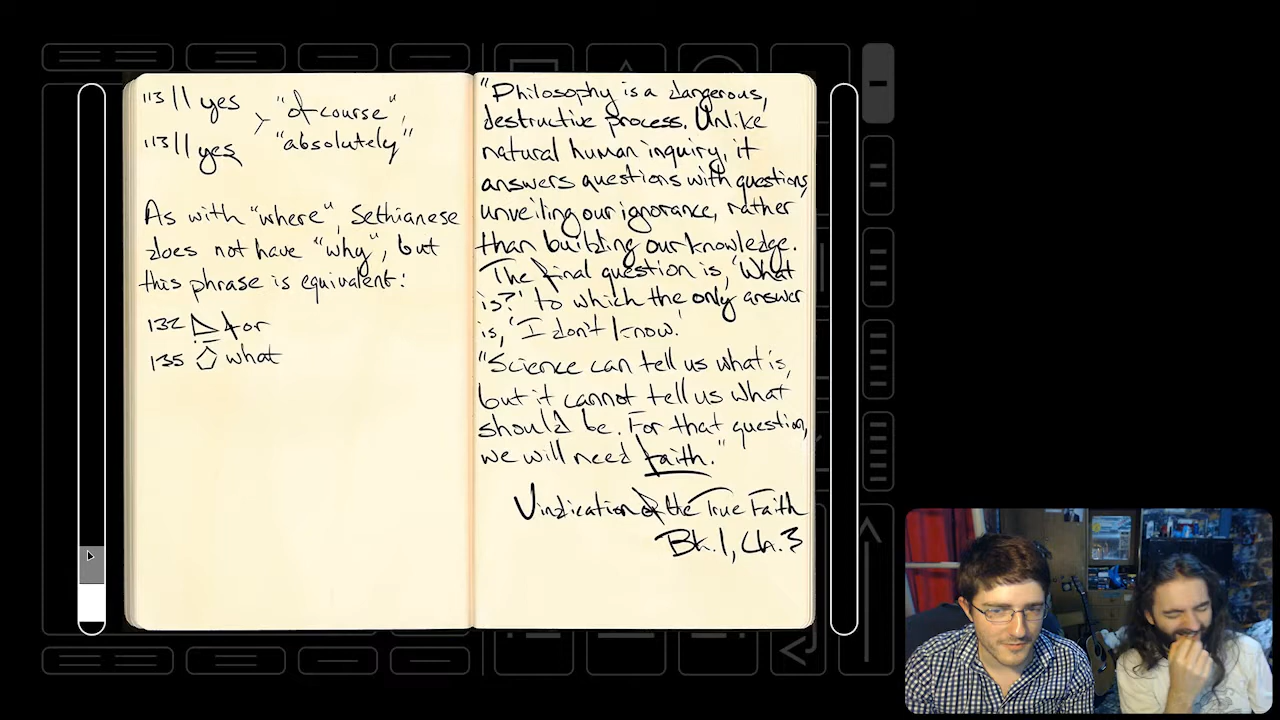 113 || yes
113 || yes
"of course",
"absolutely"
As with "where", Sethianese
does not have "why", but
this phrase is equivalent:
132 for
135 what
"Philosophy is a dangerous,
destructive process. Unlike
natural human inquiry, it
answers questions with questions,
unveiling our ignorance, rather
than building our knowledge.
The final question is, 'What
is?' to which the only answer
is, 'I don't know.'
"Science can tell us what is,
but it cannot tell us what
should be. For that question,
we will need faith."
Vindication of the True Faith
Bk. 1, Ch. 3